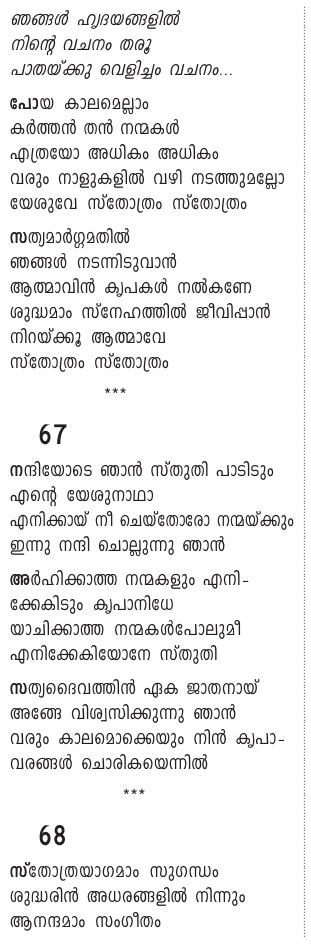 ഞങ്ങൾ ഹൃദയങ്ങളിൽ
നിന്റെ വചനം തരൂ
പാതയ്ക്കു വെളിച്ചം വചനം...
പോയ കാലമെല്ലാം
കർത്തൻ തൻ നന്മകൾ
എത്രയോ അധികം അധികം
വരും നാളുകളിൽ വഴി നടത്തുമല്ലോ
യേശുവേ സ്തോത്രം സ്തോത്രം
സത്യമാർഗ്ഗമതിൽ
ഞങ്ങൾ നടന്നിടുവാൻ
ആത്മാവിൻ കൃപകൾ നൽകണേ
ശുദ്ധമാം സ്നേഹത്തിൽ ജീവിപ്പാൻ
നിറയ്ക്കൂ ആത്മാവേ
സ്തോത്രം സ്തോത്രം
***
67
നന്ദിയോടെ ഞാൻ സ്തുതി പാടിടും
എന്റെ യേശുനാഥാ
എനിക്കായ് നീ ചെയ്തോരോ നന്മയ്ക്കും
ഇന്നു നന്ദി ചൊല്ലുന്നു ഞാൻ
അർഹിക്കാത്ത നന്മകളും എനി-
ക്കേകിടും കൃപാനിധേ
യാചിക്കാത്ത നന്മകൾപോലുമീ
എനിക്കേകിയോനേ സ്തുതി
സത്യദൈവത്തിൻ ഏക ജാതനായ്
അങ്ങേ വിശ്വസിക്കുന്നു ഞാൻ
വരും കാലമൊക്കെയും നിൻ കൃപാ-
വരങ്ങൾ ചൊരികയെന്നിൽ
***
68
സ്തോത്രയാഗമാം സുഗന്ധം
ശുദ്ധരിൻ അധരങ്ങളിൽ നിന്നും
ആനന്ദമാം സംഗീതം